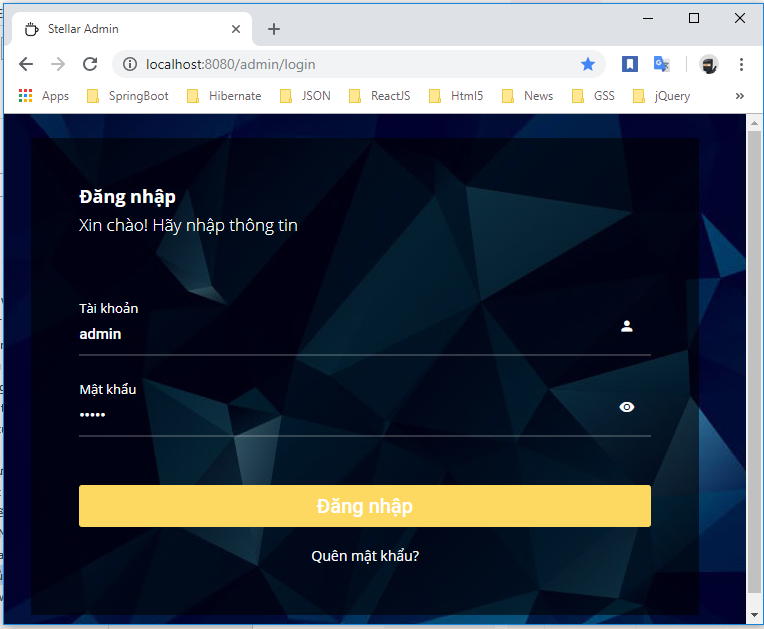 Stellar Admin
localhost:8080/admin/login
Apps SpringBoot Hibernate JSON ReactJS Html5 News GSS jQuery »
Đăng nhập
Xin chào! Hãy nhập thông tin
Tài khoản
admin
Mật khẩu
•••••
Đăng nhập
Quên mật khẩu?